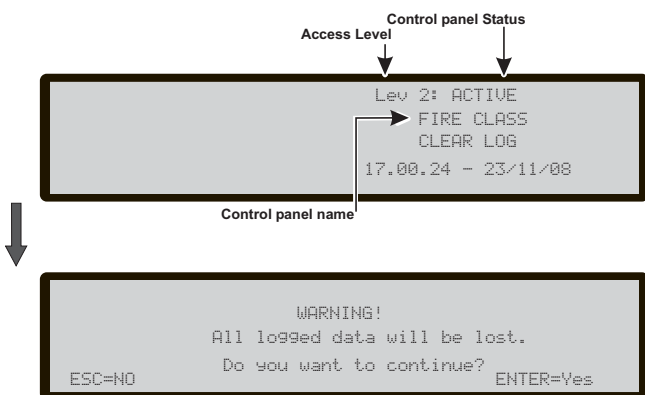 Control panel Status
Access Level
Lev 2: ACTIVE
FIRE CLASS
CLEAR LOG
17.00.24 - 23/11/08
Control panel name
WARNING!
All logged data will be lost.
Do you want to continue?
ESC=NO ENTER=Yes